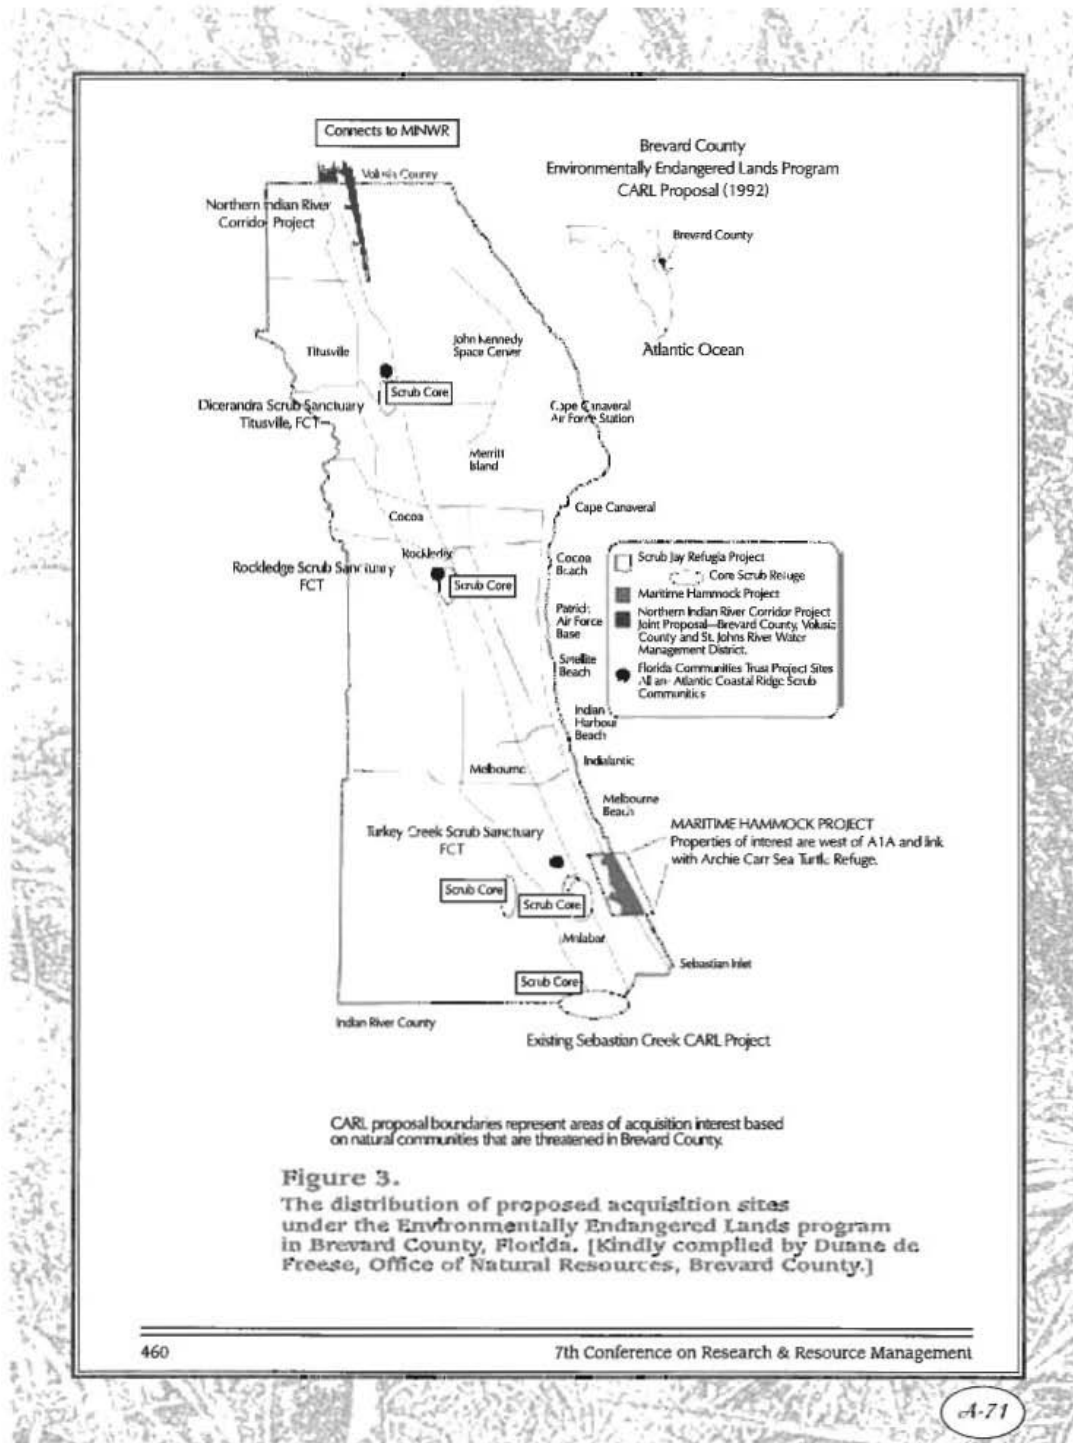 Connects to MINWR
Brevard County
Environmentally Endangered Lands Program
CARL Proposal (1992)
Volusia County
Northern Indian River
Corridor Project
Brevard County
Atlantic Ocean
Titusville
John Kennedy
Space Center
Scrub Core
Dicerandra Scrub Sanctuary
Titusville, FCT
Cape Canaveral
Air Force Station
Merritt
Island
Cape Canaveral
Cocoa
Rockledge
Rockledge Scrub Sanctuary
FCT
Scrub Core
Cocoa
Beach
Patrick
Air Force
Base
Satellite
Beach
Scrub Jay Refugia Project
Core Scrub Refuge
Maritime Hammock Project
Northern Indian River Corridor Project
Joint Proposal—Brevard County, Volusia
County and St. Johns River Water
Management District.
Florida Communities Trust Project Sites
All are Atlantic Coastal Ridge Scrub
Communities
Indian
Harbour
Beach
Indialantic
Melbourne
Melbourne
Beach
MARITIME HAMMOCK PROJECT
Properties of interest are west of A1A and link
with Archie Carr Sea Turtle Refuge.
Turkey Creek Scrub Sanctuary
FCT
Scrub Core
Scrub Core
Malabar
Sebastian Inlet
Scrub Core
Indian River County
Existing Sebastian Creek CARL Project
CARL proposal boundaries represent areas of acquisition interest based
on natural communities that are threatened in Brevard County.
Figure 3.
The distribution of proposed acquisition sites
under the Environmentally Endangered Lands program
in Brevard County, Florida. [Kindly compiled by Duane de
Freese, Office of Natural Resources, Brevard County.]
460
7th Conference on Research & Resource Management
A-71